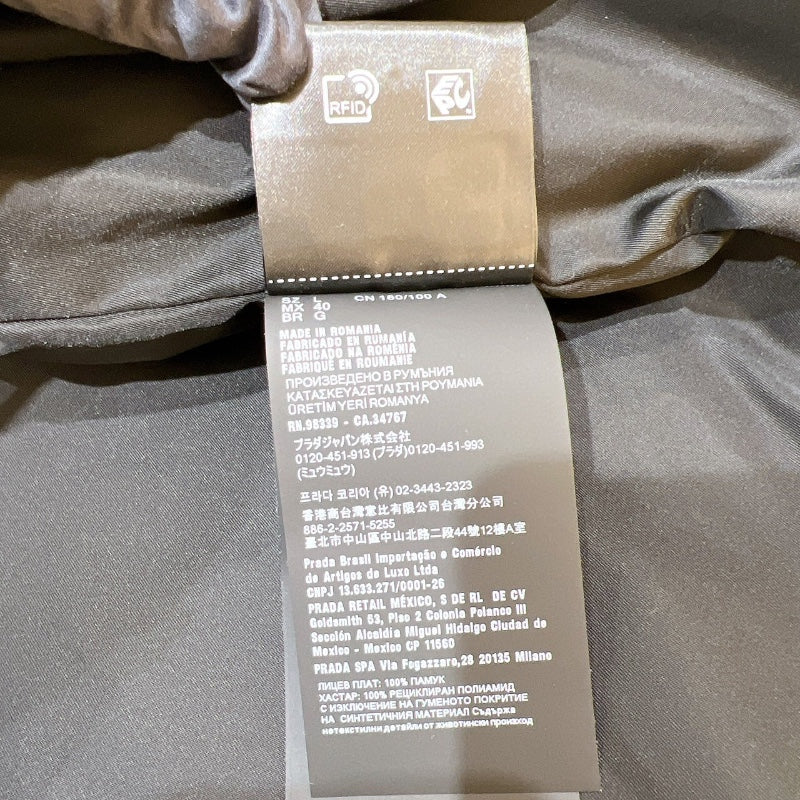 RFID
EPC
SZ L CN 180/100 A
MX 40
BR G
MADE IN ROMANIA
FABRICADO EN RUMANÍA
FABBRICADO NA ROMÉNIA
FABRIQUÉ EN ROUMANIE
ПРОИЗВЕДЕНО В РУМЪНИЯ
ΚΑΤΑΣΚΕΥΑΖΕΤΑΙ ΣΤΗ ΡΟΥΜΑΝΙΑ
ÜRETİM YERİ ROMANYA
RN.98339 - CA.34767
プラダジャパン株式会社
0120-451-913 (プラダ) 0120-451-993
(ミュウミュウ)
프라다 코리아 (유) 02-3443-2323
香港商台灣意比有限公司台灣分公司
886-2-2571-5255
臺北市中山區中山北路二段44號12樓A室
Prada Brasil Importação e Comércio
de Artigos de Luxo Ltda
CNPJ 13.633.271/0001-26
PRADA RETAIL MÉXICO, S DE RL DE CV
Goldsmith 53, Piso 2 Colonia Polanco III
Sección Alcaldía Miguel Hidalgo Ciudad de
Mexico - Mexico CP 11560
PRADA SPA Via Fogazzaro,28 20135 Milano
ЛИЦЕВ ПЛАТ: 100% ПАМУК
ХАСТАР: 100% РЕЦИКЛИРАН ПОЛИАМИД
С ИЗКЛЮЧЕНИЕ НА ГУМЕНОТО ПОКРИТИЕ
НА СИНТЕТИЧНИЯ МАТЕРИАЛ Съдържа
нетекстилни детайли от животински произход